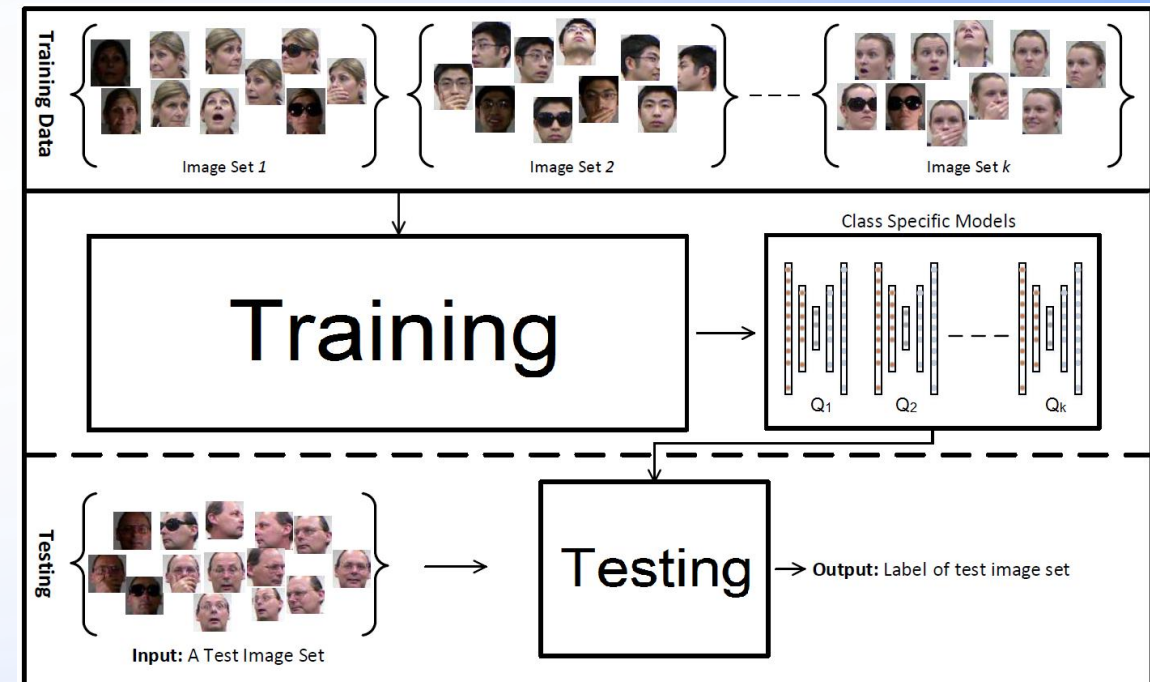 Training Data
Image Set 1
Image Set 2
Image Set k
Training
Class Specific Models
Q1
Q2
Qk
Testing
Input: A Test Image Set
Testing
Output: Label of test image set